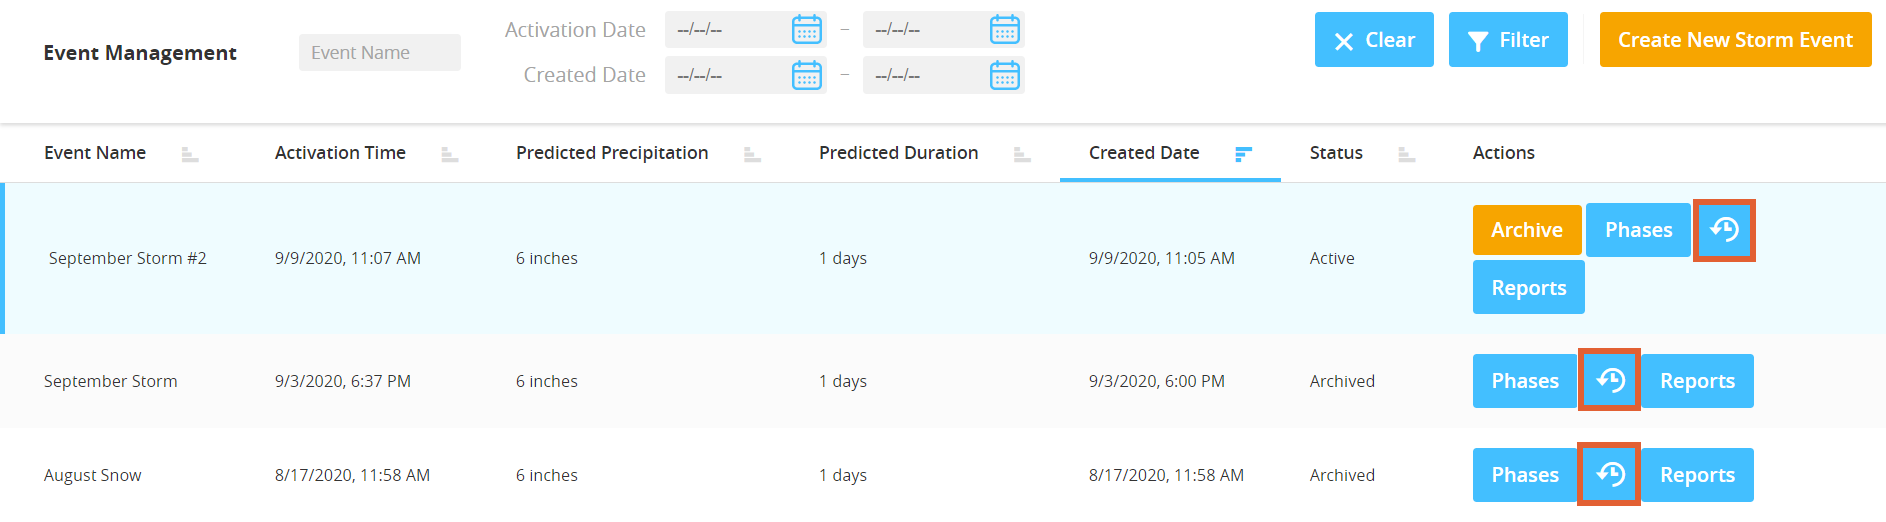 Event Management
Event Name
Activation Date --/--/-- – --/--/--
Created Date --/--/-- – --/--/--
Clear
Filter
Create New Storm Event
Event Name Activation Time Predicted Precipitation Predicted Duration Created Date Status Actions
September Storm #2 9/9/2020, 11:07 AM 6 inches 1 days 9/9/2020, 11:05 AM Active Archive Phases
Reports
September Storm 9/3/2020, 6:37 PM 6 inches 1 days 9/3/2020, 6:00 PM Archived Phases Reports
August Snow 8/17/2020, 11:58 AM 6 inches 1 days 8/17/2020, 11:58 AM Archived Phases Reports